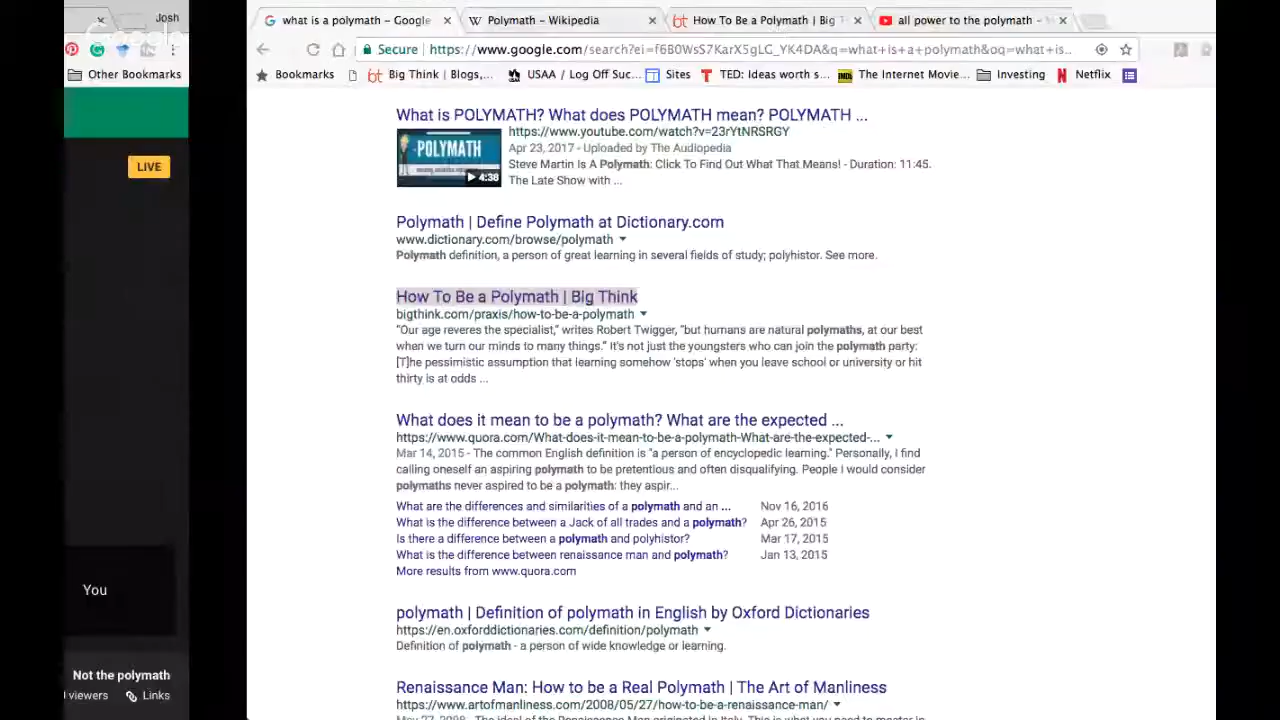 Josh
Other Bookmarks
LIVE
You
Not the polymath
viewers Links
what is a polymath – Google
Polymath - Wikipedia
How To Be a Polymath | Big T
all power to the polymath -
Secure https://www.google.com/search?ei=f6B0WsS7KarX5gLC_YK4DA&q=what+is+a+polymath&oq=what+is...
Bookmarks
Big Think | Blogs,...
USAA / Log Off Suc...
Sites
TED: Ideas worth s...
The Internet Movie...
Investing
Netflix
What is POLYMATH? What does POLYMATH mean? POLYMATH ...
POLYMATH
4:38
https://www.youtube.com/watch?v=23rYtNRSRGY
Apr 23, 2017 - Uploaded by The Audiopedia
Steve Martin Is A Polymath: Click To Find Out What That Means! - Duration: 11:45.
The Late Show with ...
Polymath | Define Polymath at Dictionary.com
www.dictionary.com/browse/polymath
Polymath definition, a person of great learning in several fields of study; polyhistor. See more.
How To Be a Polymath | Big Think
bigthink.com/praxis/how-to-be-a-polymath
"Our age reveres the specialist," writes Robert Twigger, "but humans are natural polymaths, at our best
when we turn our minds to many things." It's not just the youngsters who can join the polymath party:
[T]he pessimistic assumption that learning somehow 'stops' when you leave school or university or hit
thirty is at odds ...
What does it mean to be a polymath? What are the expected ...
https://www.quora.com/What-does-it-mean-to-be-a-polymath-What-are-the-expected-...
Mar 14, 2015 - The common English definition is "a person of encyclopedic learning." Personally, I find
calling oneself an aspiring polymath to be pretentious and often disqualifying. People I would consider
polymaths never aspired to be a polymath: they aspir...
What are the differences and similarities of a polymath and an ... Nov 16, 2016
What is the difference between a Jack of all trades and a polymath? Apr 26, 2015
Is there a difference between a polymath and polyhistor? Mar 17, 2015
What is the difference between renaissance man and polymath? Jan 13, 2015
More results from www.quora.com
polymath | Definition of polymath in English by Oxford Dictionaries
https://en.oxforddictionaries.com/definition/polymath
Definition of polymath - a person of wide knowledge or learning.
Renaissance Man: How to be a Real Polymath | The Art of Manliness
https://www.artofmanliness.com/2008/05/27/how-to-be-a-renaissance-man/